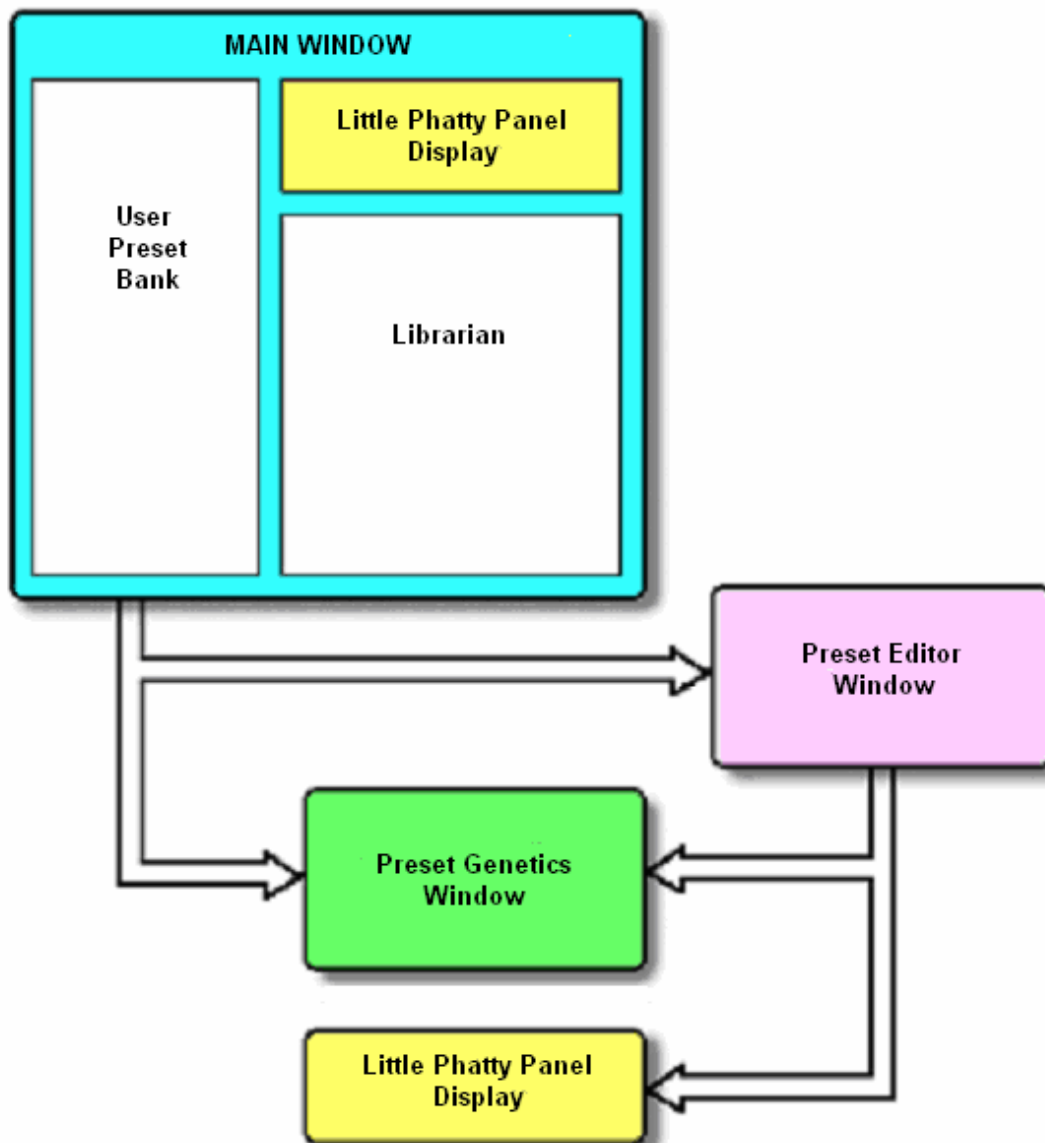 MAIN WINDOW
Little Phatty Panel
Display
User
Preset
Bank
Librarian
Preset Editor
Window
Preset Genetics
Window
Little Phatty Panel
Display